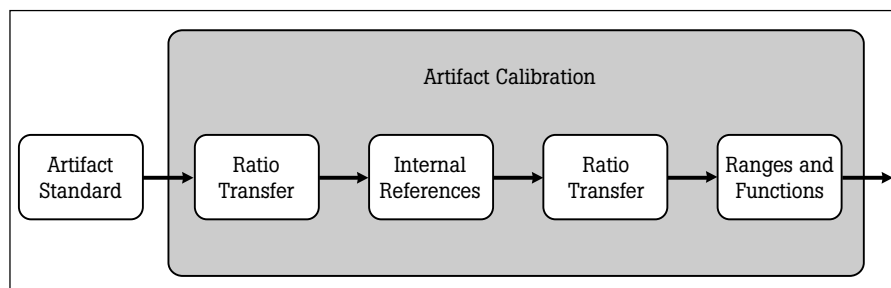 Artifact Calibration
Artifact
Standard
Ratio
Transfer
Internal
References
Ratio
Transfer
Ranges and
Functions